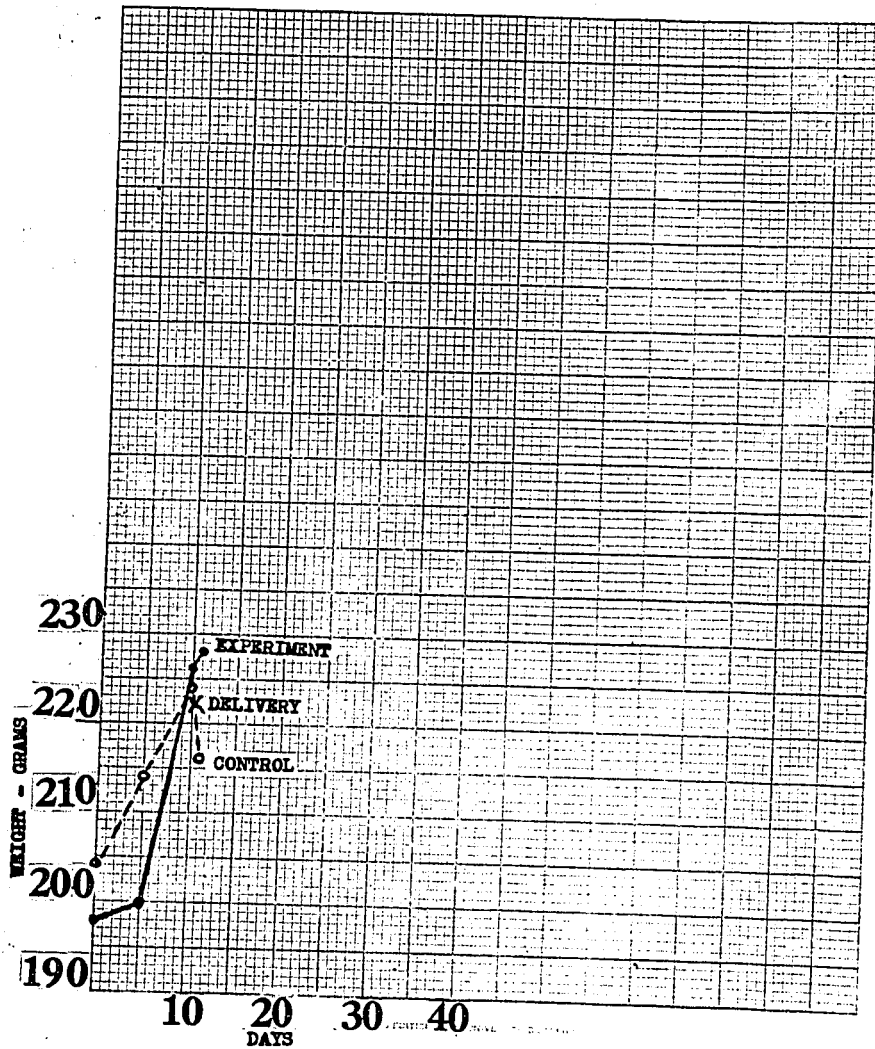 230
EXPERIMENT
220
DELIVERY
210
CONTROL
WEIGHT - GRAMS
200
190
10 20 30 40
DAYS